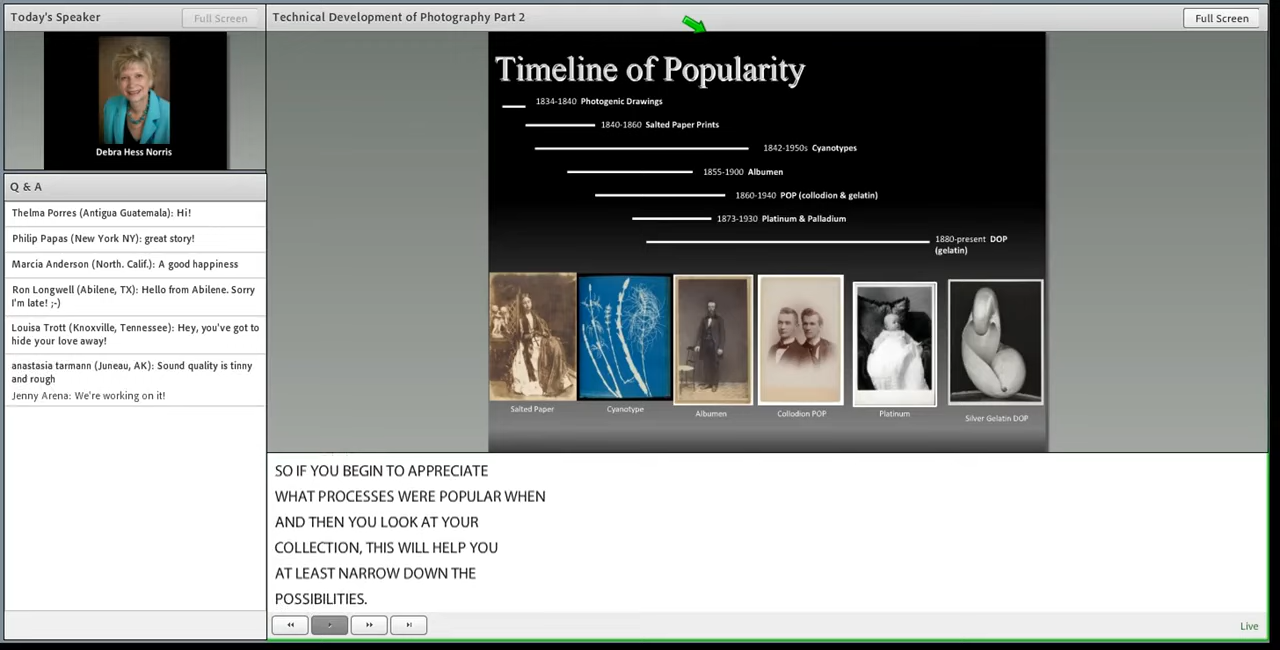 Today's Speaker
Full Screen
Technical Development of Photography Part 2
Full Screen
Debra Hess Norris
Q & A
Thelma Porres (Antigua Guatemala): Hi!
Philip Papas (New York NY): great story!
Marcia Anderson (North. Calif.): A good happiness
Ron Longwell (Abilene, TX): Hello from Abilene. Sorry
I'm late! ;-)
Louisa Trott (Knoxville, Tennessee): Hey, you've got to
hide your love away!
anastasia tarmann (Juneau, AK): Sound quality is tinny
and rough
Jenny Arena: We're working on it!
Timeline of Popularity
1834-1840 Photogenic Drawings
1840-1860 Salted Paper Prints
1842-1950s Cyanotypes
1855-1900 Albumen
1860-1940 POP (collodion & gelatin)
1873-1930 Platinum & Palladium
1880-present DOP
(gelatin)
Salted Paper
Cyanotype
Albumen
Collodion POP
Platinum
Silver Gelatin DOP
SO IF YOU BEGIN TO APPRECIATE
WHAT PROCESSES WERE POPULAR WHEN
AND THEN YOU LOOK AT YOUR
COLLECTION, THIS WILL HELP YOU
AT LEAST NARROW DOWN THE
POSSIBILITIES.
Live